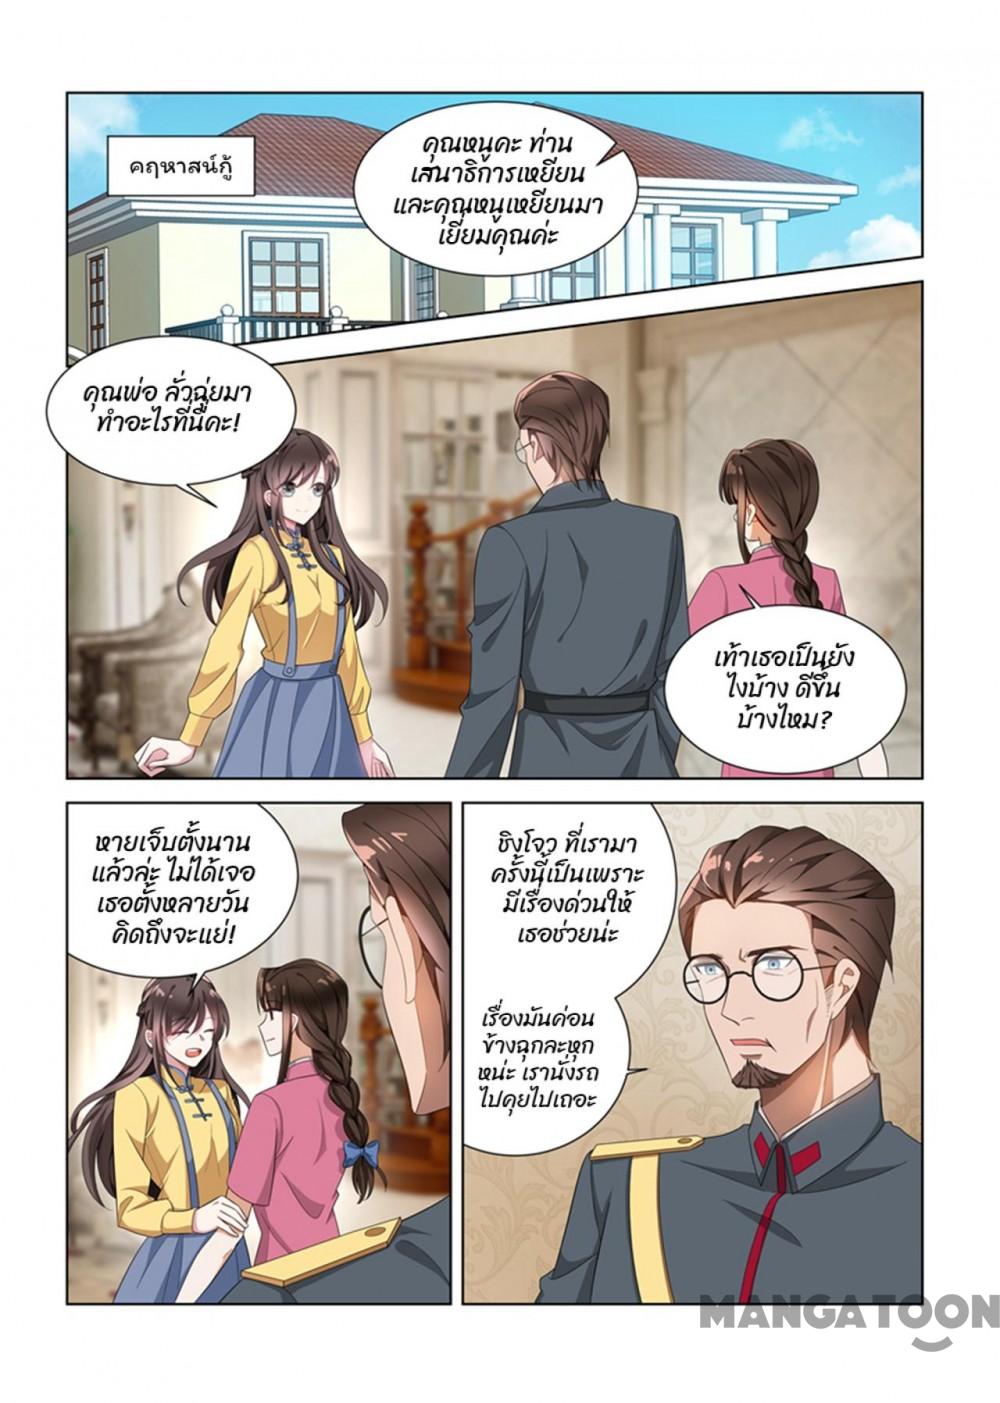 คฤหาสน์กู้
คุณหนูคะ ท่าน
เสนาธิการเหยียน
และคุณหนูเหยียนมา
เยี่ยมคุณค่ะ
คุณพ่อ ลั่วฉุ่ยมา
ทำอะไรที่นี่คะ!
เท้าเธอเป็นยัง
ไงบ้าง ดีขึ้น
บ้างไหม?
หายเจ็บตั้งนาน
แล้วล่ะ ไม่ได้เจอ
เธอตั้งหลายวัน
คิดถึงจะแย่!
ชิงโจว ที่เรามา
ครั้งนี้เป็นเพราะ
มีเรื่องด่วนให้
เธอช่วยน่ะ
เรื่องมันค่อน
ข้างฉุกละหุก
หน่ะ เรานั่งรถ
ไปคุยไปเถอะ
MANGATOON